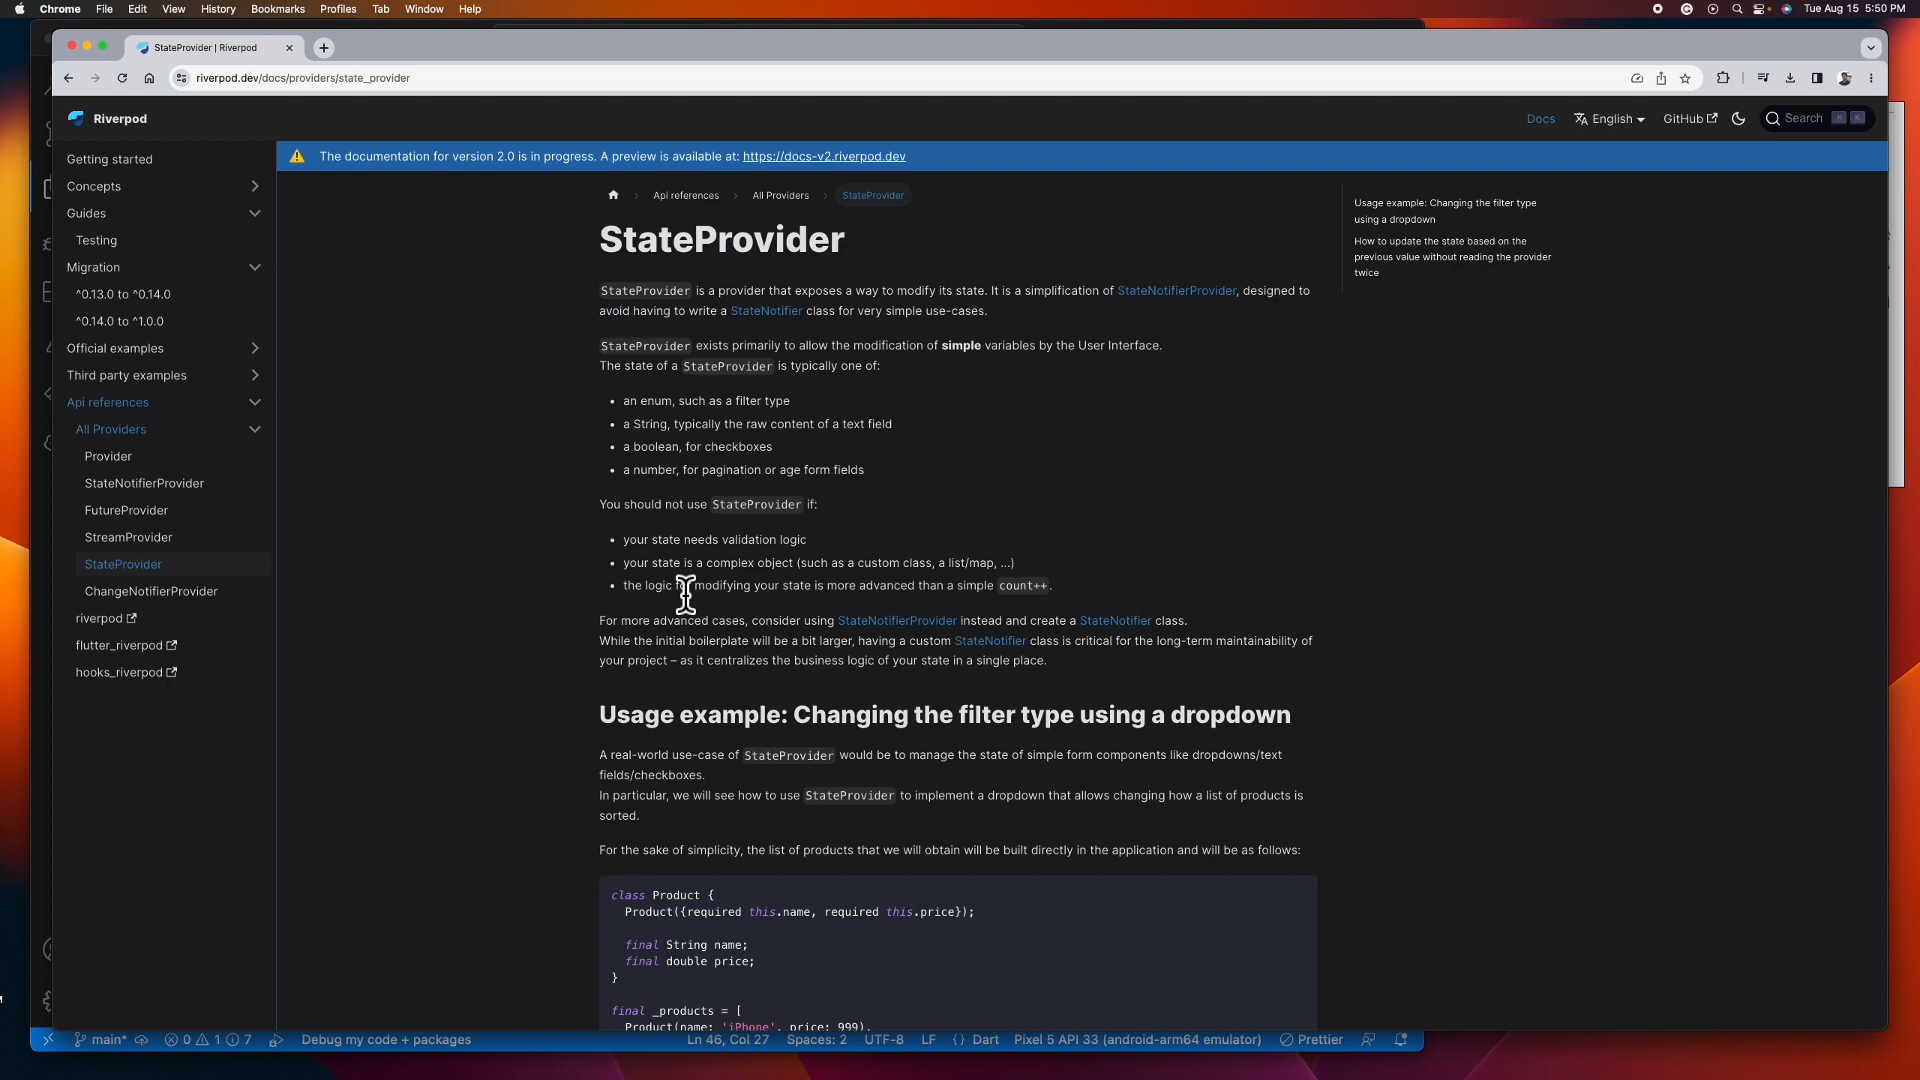 Chrome File Edit View History Bookmarks Profiles Tab Window Help Tue Aug 15 5:50 PM
StateProvider | Riverpod
riverpod.dev/docs/providers/state_provider
Riverpod Docs English GitHub Search
The documentation for version 2.0 is in progress. A preview is available at: https://docs-v2.riverpod.dev
Getting started
Concepts
Guides
Testing
Migration
^0.13.0 to ^0.14.0
^0.14.0 to ^1.0.0
Official examples
Third party examples
Api references
All Providers
Provider
StateNotifierProvider
FutureProvider
StreamProvider
StateProvider
ChangeNotifierProvider
riverpod
flutter_riverpod
hooks_riverpod
Api references All Providers StateProvider
StateProvider
StateProvider is a provider that exposes a way to modify its state. It is a simplification of StateNotifierProvider, designed to
avoid having to write a StateNotifier class for very simple use-cases.
StateProvider exists primarily to allow the modification of simple variables by the User Interface.
The state of a StateProvider is typically one of:
• an enum, such as a filter type
• a String, typically the raw content of a text field
• a boolean, for checkboxes
• a number, for pagination or age form fields
You should not use StateProvider if:
• your state needs validation logic
• your state is a complex object (such as a custom class, a list/map, ...)
• the logic modifying your state is more advanced than a simple count++.
For more advanced cases, consider using StateNotifierProvider instead and create a StateNotifier class.
While the initial boilerplate will be a bit larger, having a custom StateNotifier class is critical for the long-term maintainability of
your project – as it centralizes the business logic of your state in a single place.
Usage example: Changing the filter type using a dropdown
A real-world use-case of StateProvider would be to manage the state of simple form components like dropdowns/text
fields/checkboxes.
In particular, we will see how to use StateProvider to implement a dropdown that allows changing how a list of products is
sorted.
For the sake of simplicity, the list of products that we will obtain will be built directly in the application and will be as follows:
class Product {
Product({required this.name, required this.price});
final String name;
final double price;
}
final _products = [
Product(name: 'iPhone', price: 999),
Usage example: Changing the filter type
using a dropdown
How to update the state based on the
previous value without reading the provider
twice
main* 0 1 7 Debug my code + packages Ln 46, Col 27 Spaces: 2 UTF-8 LF {} Dart Pixel 5 API 33 (android-arm64 emulator) Prettier